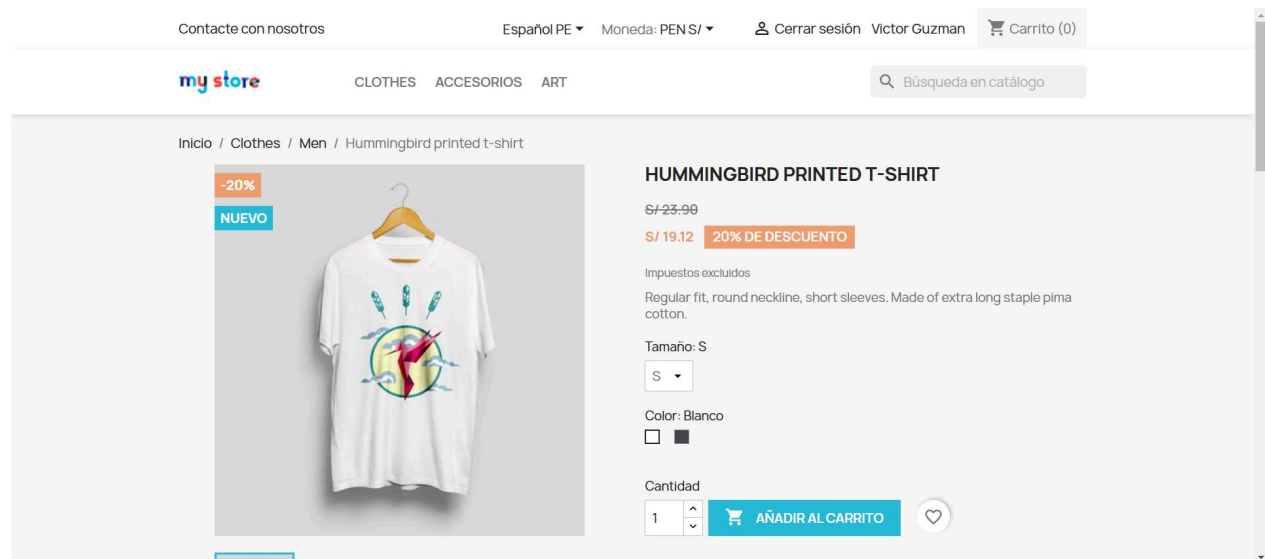 Contacte con nosotros
Español PE
Moneda: PEN S/
Cerrar sesión
Victor Guzman
Carrito (0)
my store
CLOTHES
ACCESORIOS
ART
Búsqueda en catálogo
Inicio / Clothes / Men / Hummingbird printed t-shirt
-20%
NUEVO
HUMMINGBIRD PRINTED T-SHIRT
S/ 23.90
S/ 19.12
20% DE DESCUENTO
Impuestos excluidos
Regular fit, round neckline, short sleeves. Made of extra long staple pima
cotton.
Tamaño: S
S
Color: Blanco
Cantidad
1
AÑADIR AL CARRITO